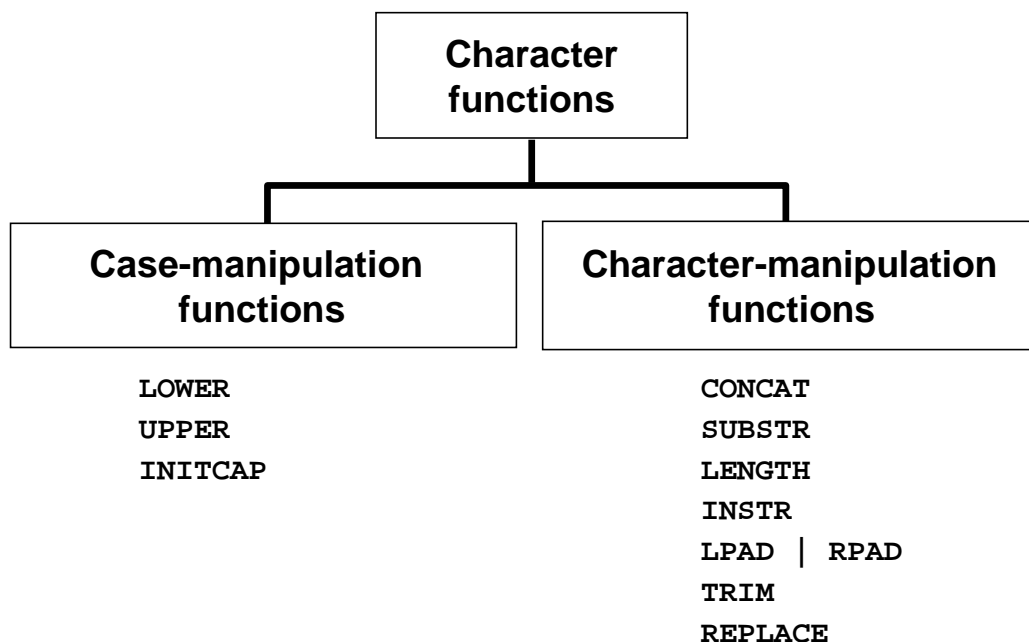 Character
functions
Case-manipulation
functions
Character-manipulation
functions
LOWER
UPPER
INITCAP
CONCAT
SUBSTR
LENGTH
INSTR
LPAD | RPAD
TRIM
REPLACE